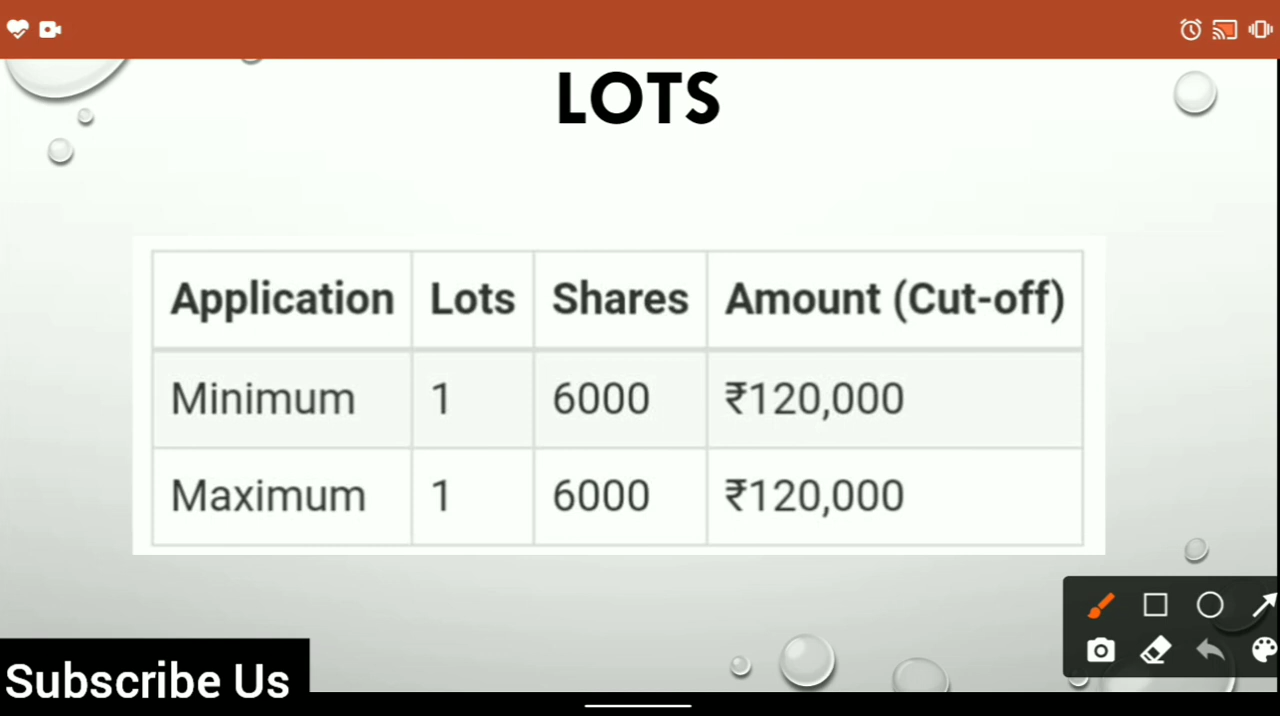 LOTS
Application Lots Shares Amount (Cut-off)
Minimum 1 6000 ₹120,000
Maximum 1 6000 ₹120,000
Subscribe Us